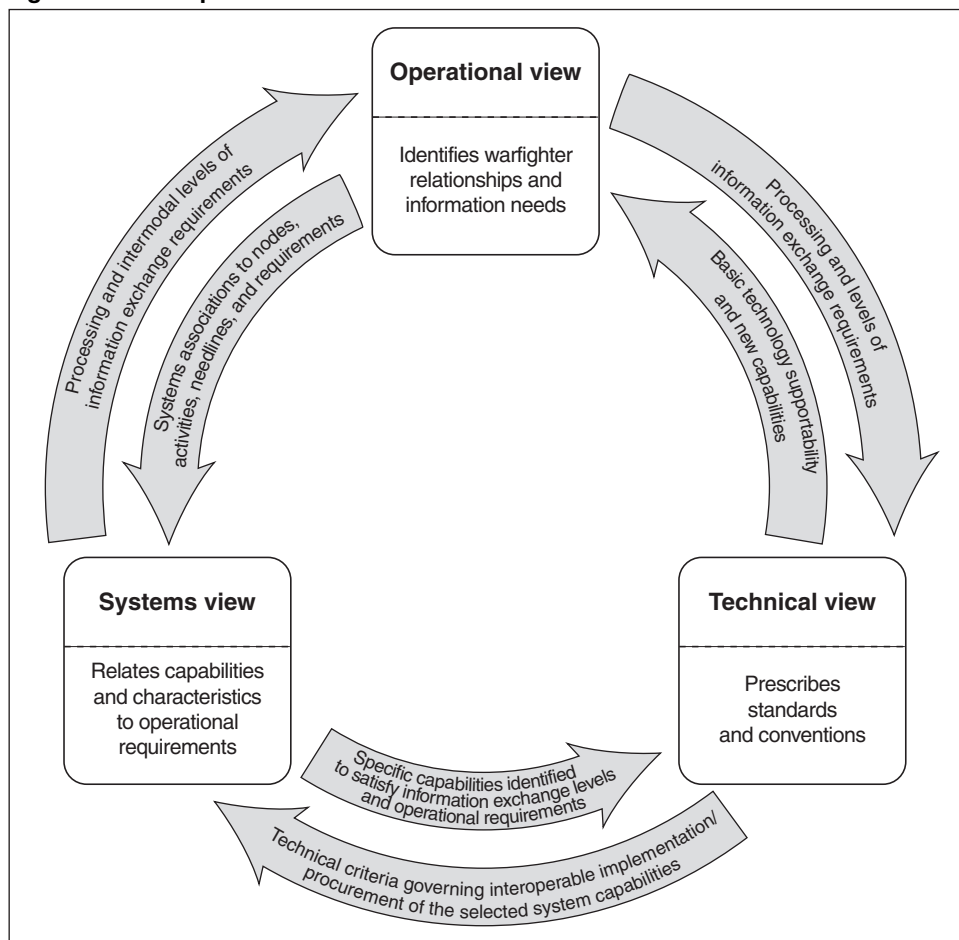 Operational view
Identifies warfighter
relationships and
information needs
Processing and intermodal levels of
information exchange requirements
Systems associations to nodes,
activities, needlines, and requirements
Processing and levels of
information exchange requirements
Basic technology supportability
and new capabilities
Systems view
Relates capabilities
and characteristics
to operational
requirements
Technical view
Prescribes
standards
and conventions
Specific capabilities identified
to satisfy information exchange levels
and operational requirements
Technical criteria governing interoperable implementation/
procurement of the selected system capabilities